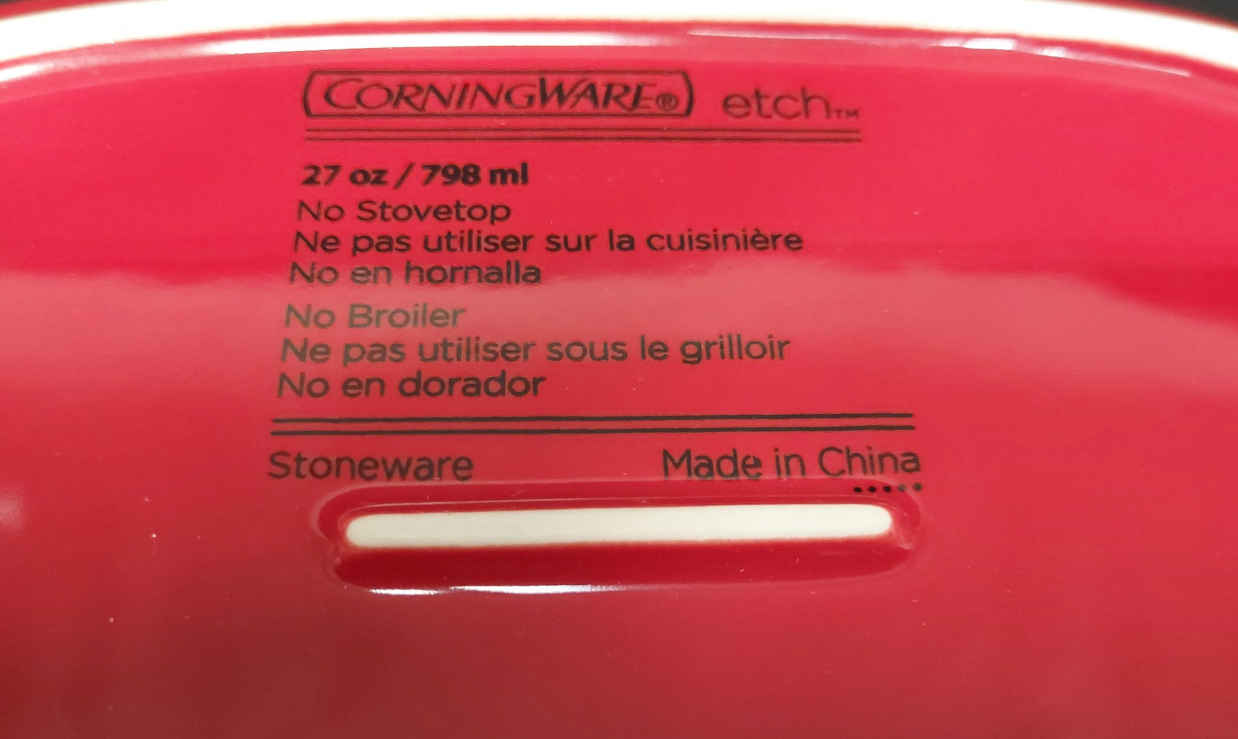 CORNINGWARE® etch™
27 oz / 798 ml
No Stovetop
Ne pas utiliser sur la cuisinière
No en hornalla
No Broiler
Ne pas utiliser sous le grilloir
No en dorador
Stoneware Made in China